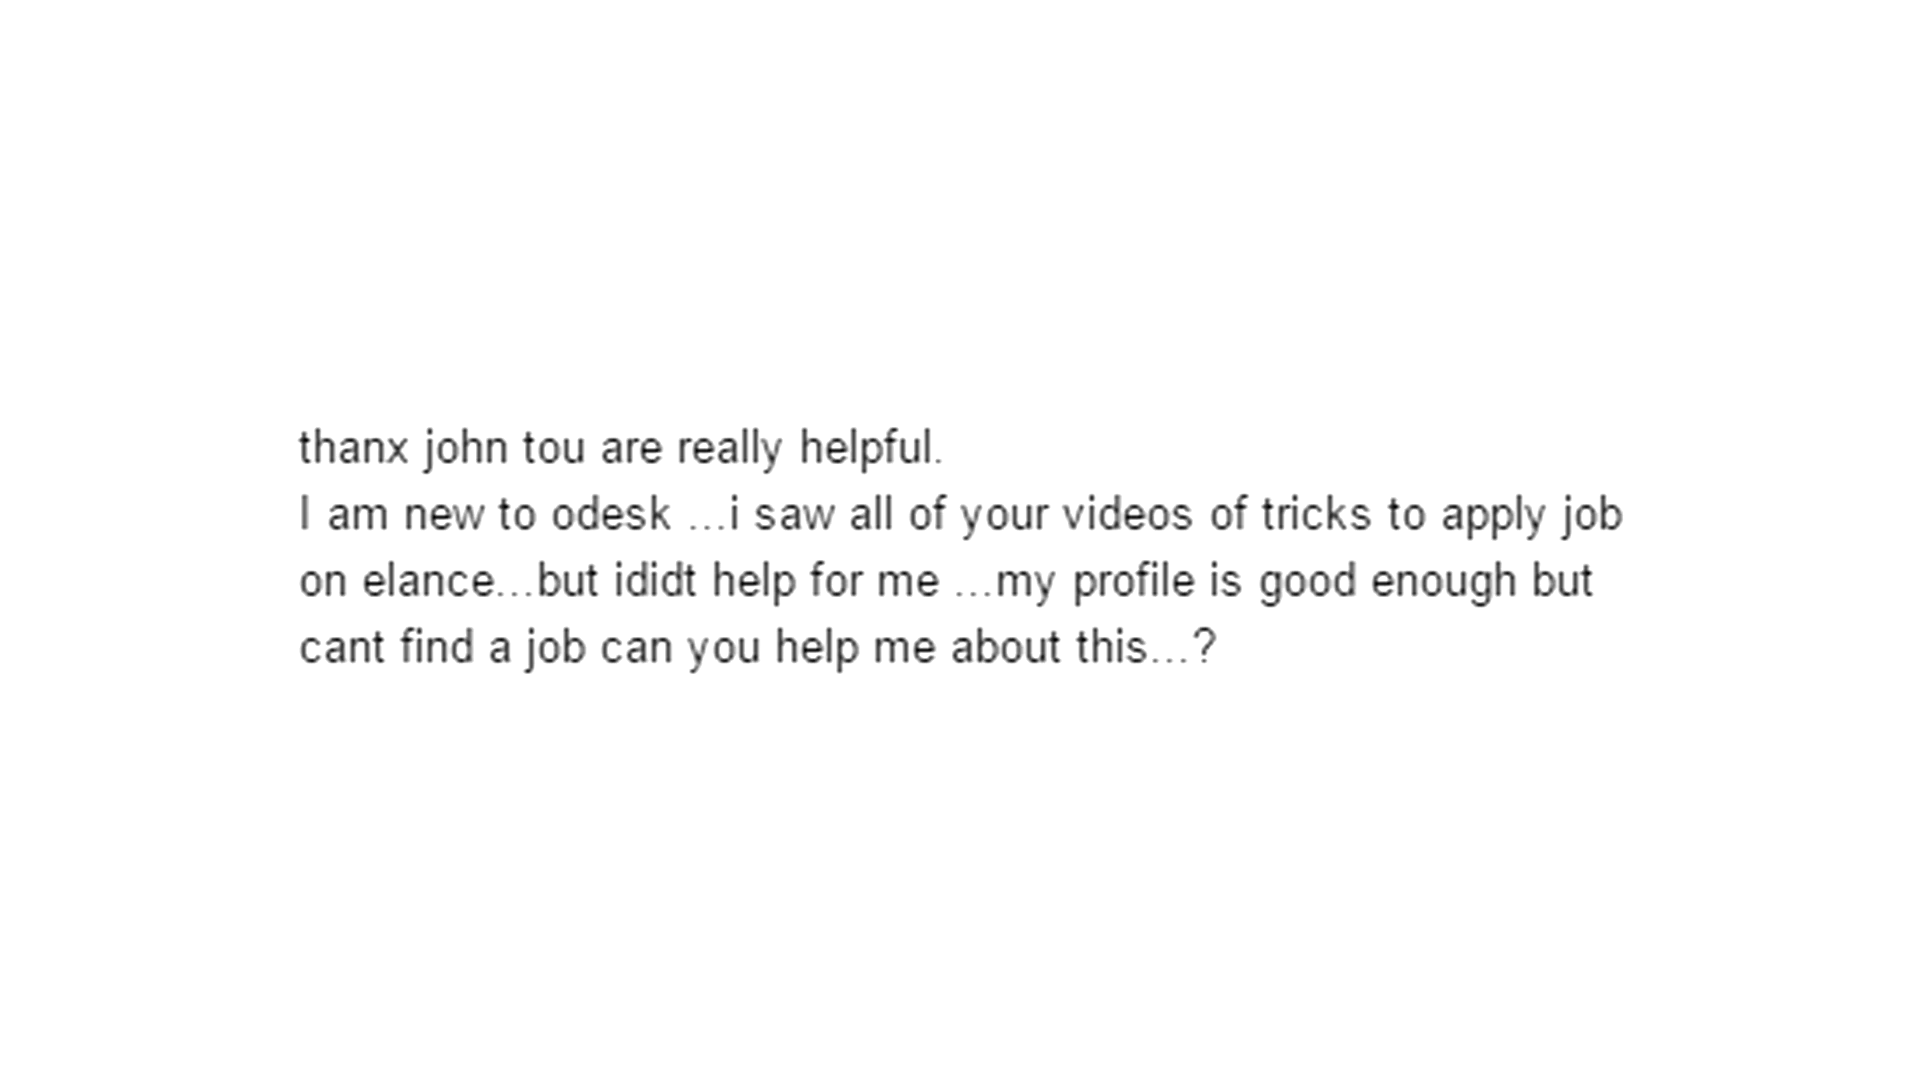 thanx john tou are really helpful.
I am new to odesk ...i saw all of your videos of tricks to apply job
on elance...but ididt help for me ...my profile is good enough but
cant find a job can you help me about this...?